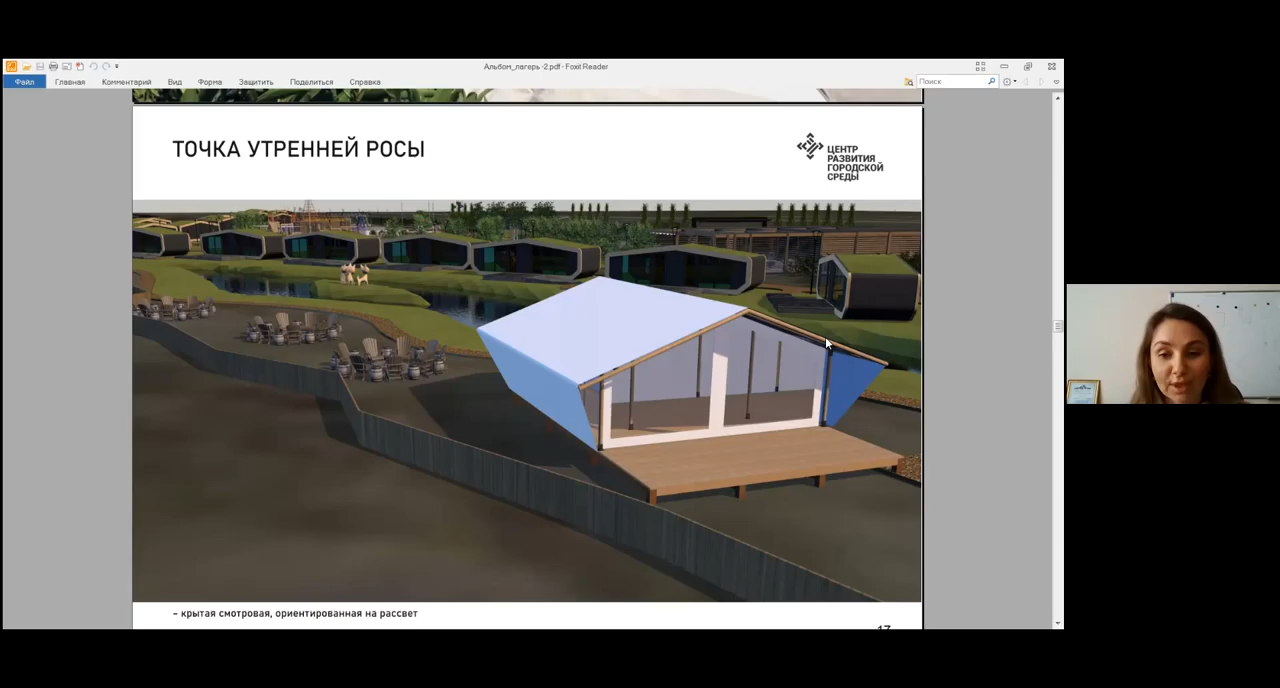 Альбом_лагерь -2.pdf - Foxit Reader
Файл Главная Комментарий Вид Форма Защитить Поделиться Справка
Поиск
ТОЧКА УТРЕННЕЙ РОСЫ
ЦЕНТР
РАЗВИТИЯ
ГОРОДСКОЙ
СРЕДЫ
– крытая смотровая, ориентированная на рассвет
17